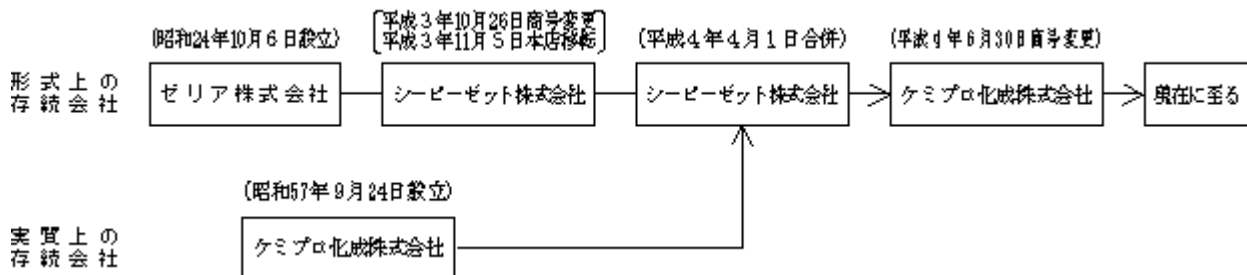 (昭和24年10月6日設立)
平成3年10月26日商号変更
平成3年11月5日本店移転
(平成4年4月1日合併)
(平成4年6月30日商号変更)
形式上の
存続会社
ゼリア株式会社
シーピーゼット株式会社
シーピーゼット株式会社
ケミプロ化成株式会社
現在に至る
(昭和57年9月24日設立)
実質上の
存続会社
ケミプロ化成株式会社